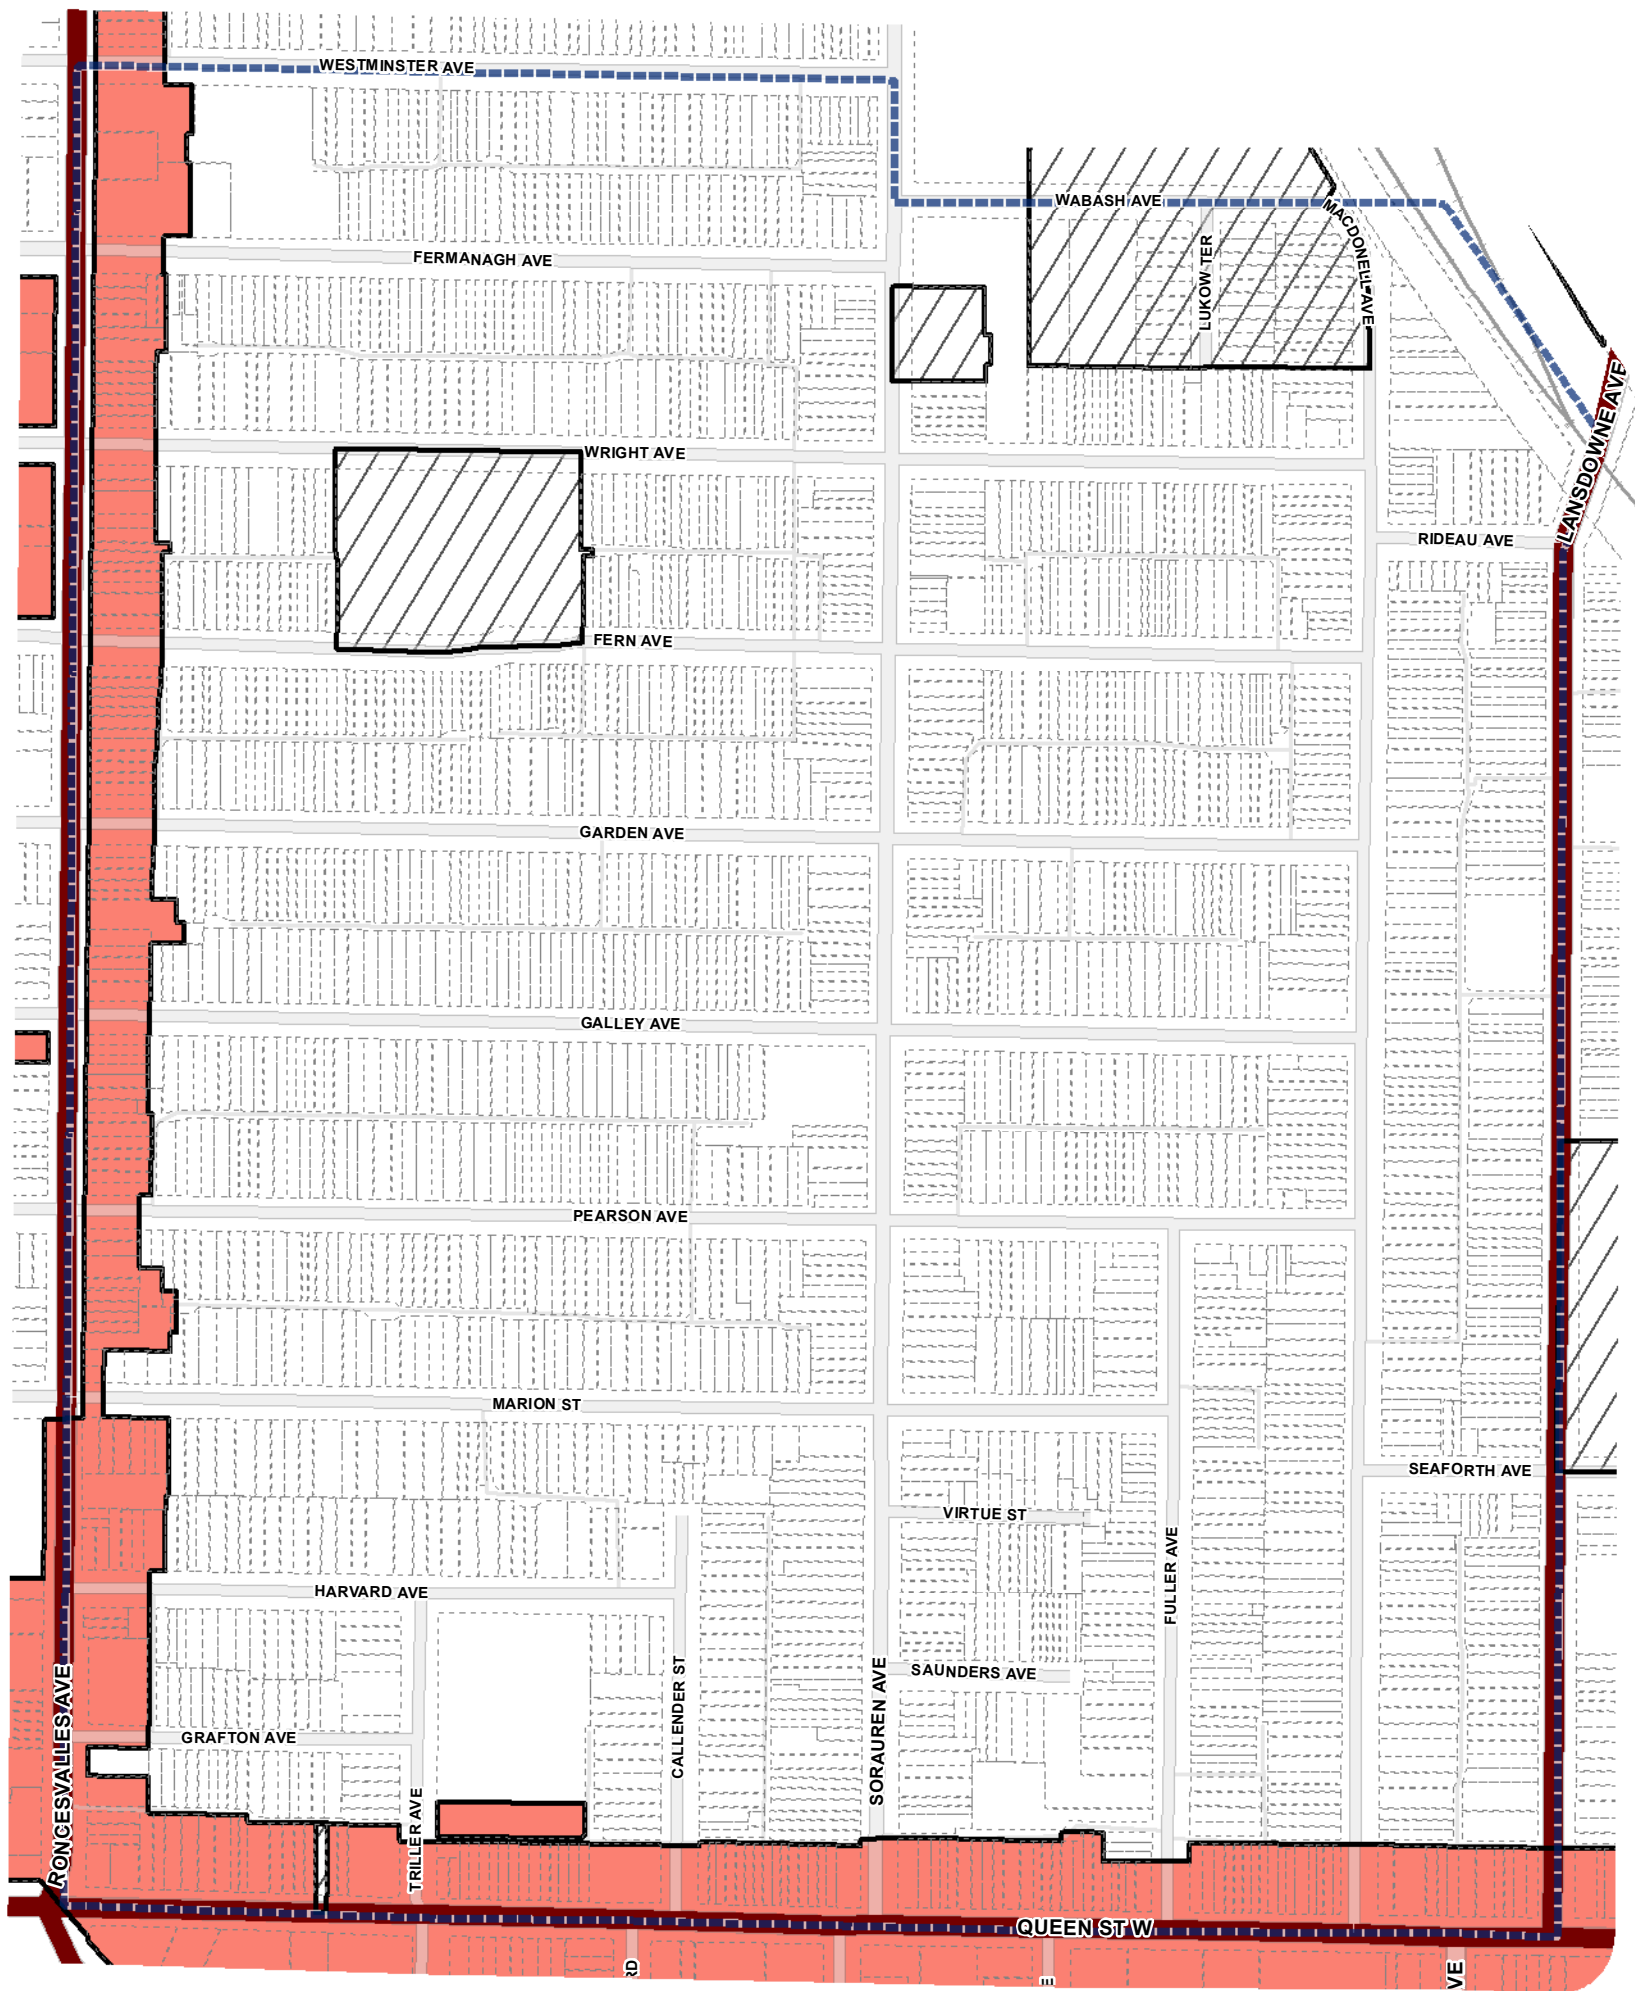 WESTMINSTER AVE
WABASH AVE
MACDONELL AVE
LUKOW TER
FERMANAGH AVE
LANSDOWNE AVE
WRIGHT AVE
RIDEAU AVE
FERN AVE
GARDEN AVE
GALLEY AVE
PEARSON AVE
MARION ST
SEAFORTH AVE
VIRTUE ST
FULLER AVE
HARVARD AVE
SAUNDERS AVE
CALLENDER ST
SORAUREN AVE
RONCESVALLES AVE
GRAFTON AVE
TRILLER AVE
QUEEN ST W
RD
E
VE